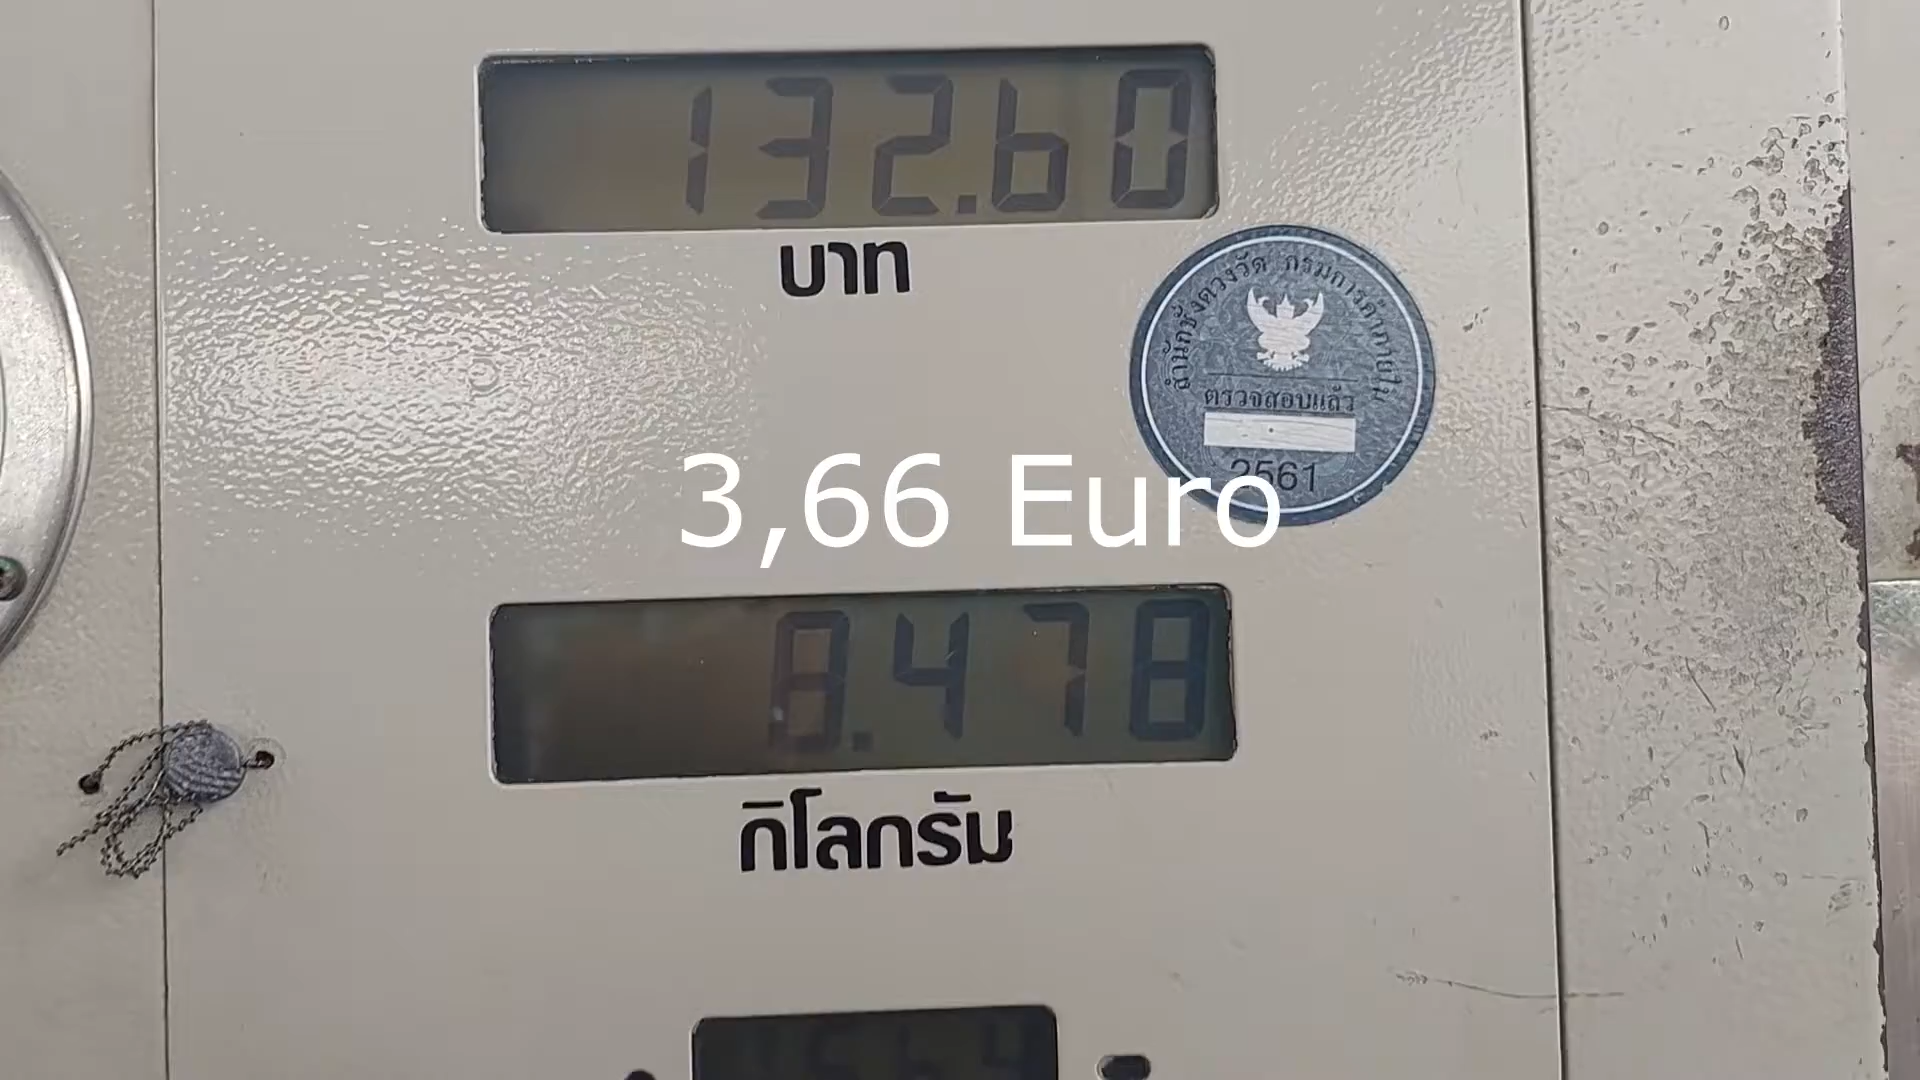 132.60
บาท
สำนักชั่งตวงวัด กรมการค้าภายใน
ตรวจสอบแล้ว
2561
3,66 Euro
8.478
กิโลกรัม